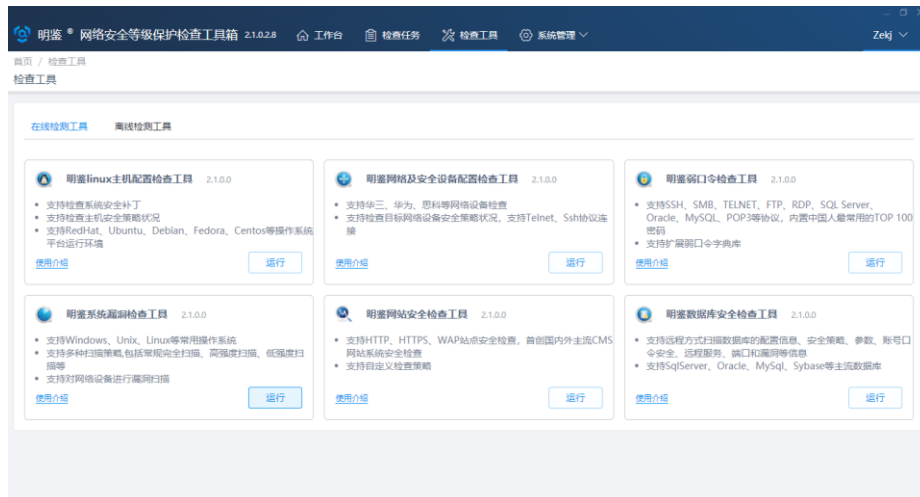 明鉴 ® 网络安全等级保护检查工具箱 2.1.0.2.8 工作台 检查任务 检查工具 系统管理 Zekj
首页 / 检查工具
检查工具
在线检测工具 离线检测工具
明鉴linux主机配置检查工具 2.1.0.0
• 支持检查系统安全补丁
• 支持检查主机安全策略状况
• 支持RedHat、Ubuntu、Debian、Fedora、Centos等操作系统
平台运行环境
使用介绍 运行
明鉴网络及安全设备配置检查工具 2.1.0.0
• 支持华三、华为、思科等网络设备检查
• 支持检查目标网络设备安全策略状况，支持Telnet、Ssh协议连
接
使用介绍 运行
明鉴弱口令检查工具 2.1.0.0
• 支持SSH、SMB、TELNET、FTP、RDP、SQL Server、
Oracle、MySQL、POP3等协议，内置中国人最常用的TOP 100
密码
• 支持扩展弱口令字典库
使用介绍 运行
明鉴系统漏洞检查工具 2.1.0.0
• 支持Windows、Unix、Linux等常用操作系统
• 支持多种扫描策略,包括常规完全扫描、高强度扫描、低强度扫
描等
• 支持对网络设备进行漏洞扫描
使用介绍 运行
明鉴网站安全检查工具 2.1.0.0
• 支持HTTP、HTTPS、WAP站点安全检查，首创国内外主流CMS
网站系统安全检查
• 支持自定义检查策略
使用介绍 运行
明鉴数据库安全检查工具 2.1.0.0
• 支持远程方式扫描数据库的配置信息、安全策略、参数、账号口
令安全、远程服务、端口和漏洞等信息
• 支持SqlServer、Oracle、MySql、Sybase等主流数据库
使用介绍 运行